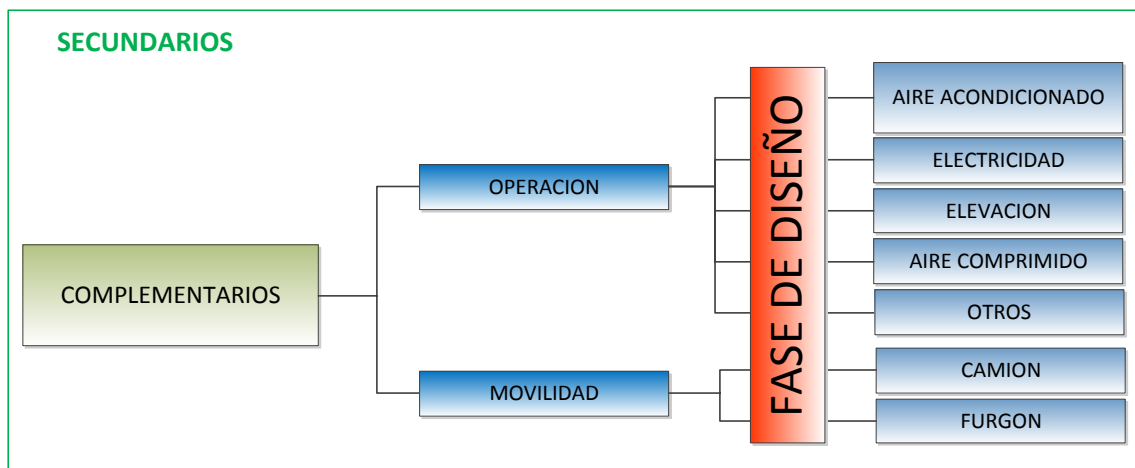 SECUNDARIOS
COMPLEMENTARIOS
OPERACION
MOVILIDAD
FASE DE DISEÑO
AIRE ACONDICIONADO
ELECTRICIDAD
ELEVACION
AIRE COMPRIMIDO
OTROS
CAMION
FURGON